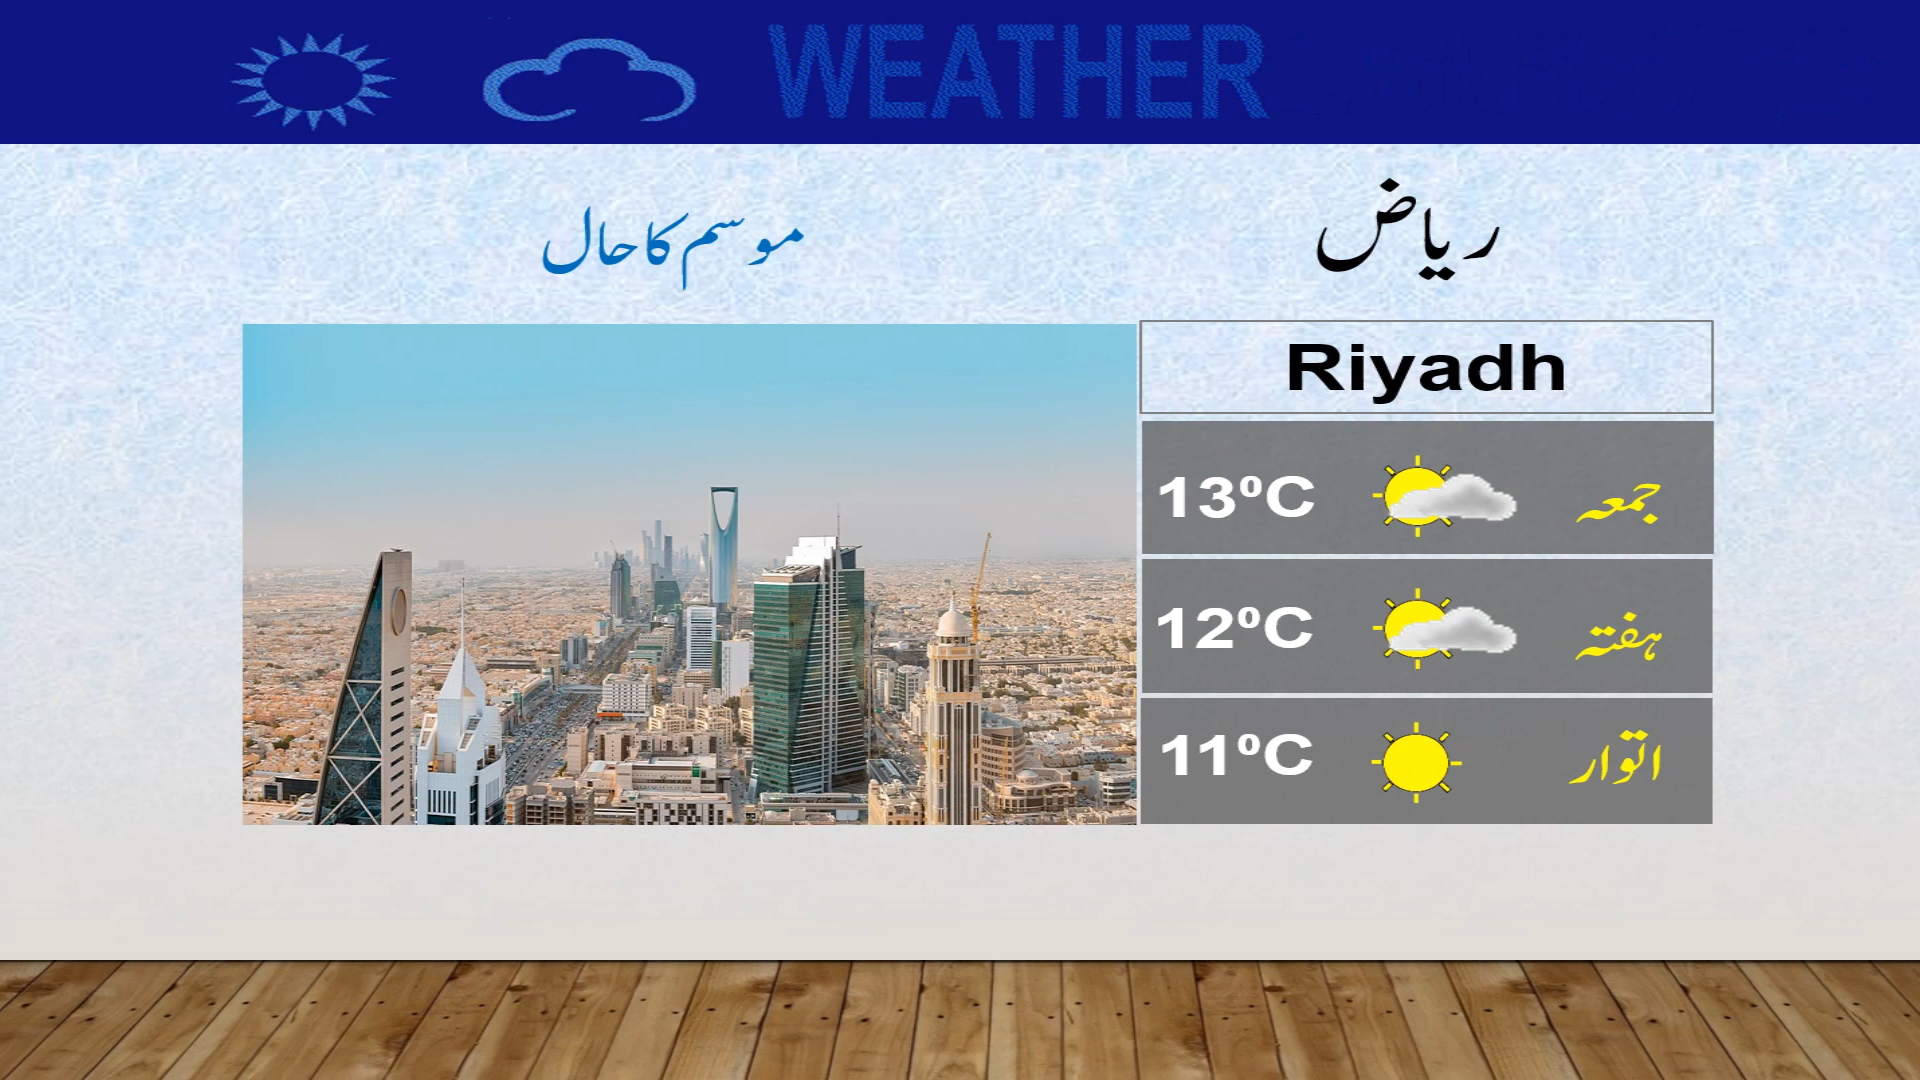 WEATHER
ریاض
موسم کا حال
Riyadh
13ºC جمعہ
12ºC ہفتہ
11ºC اتوار